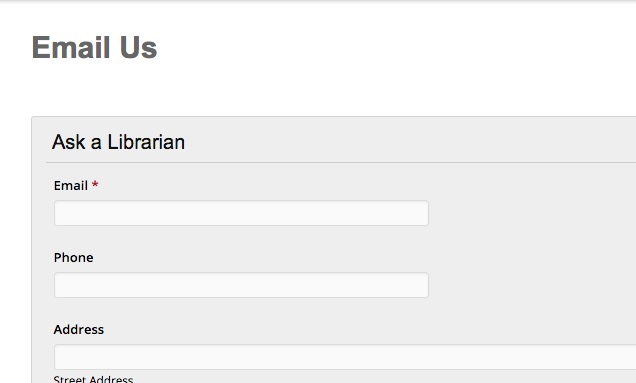 Email Us
Ask a Librarian
Email *
Phone
Address
Street Address